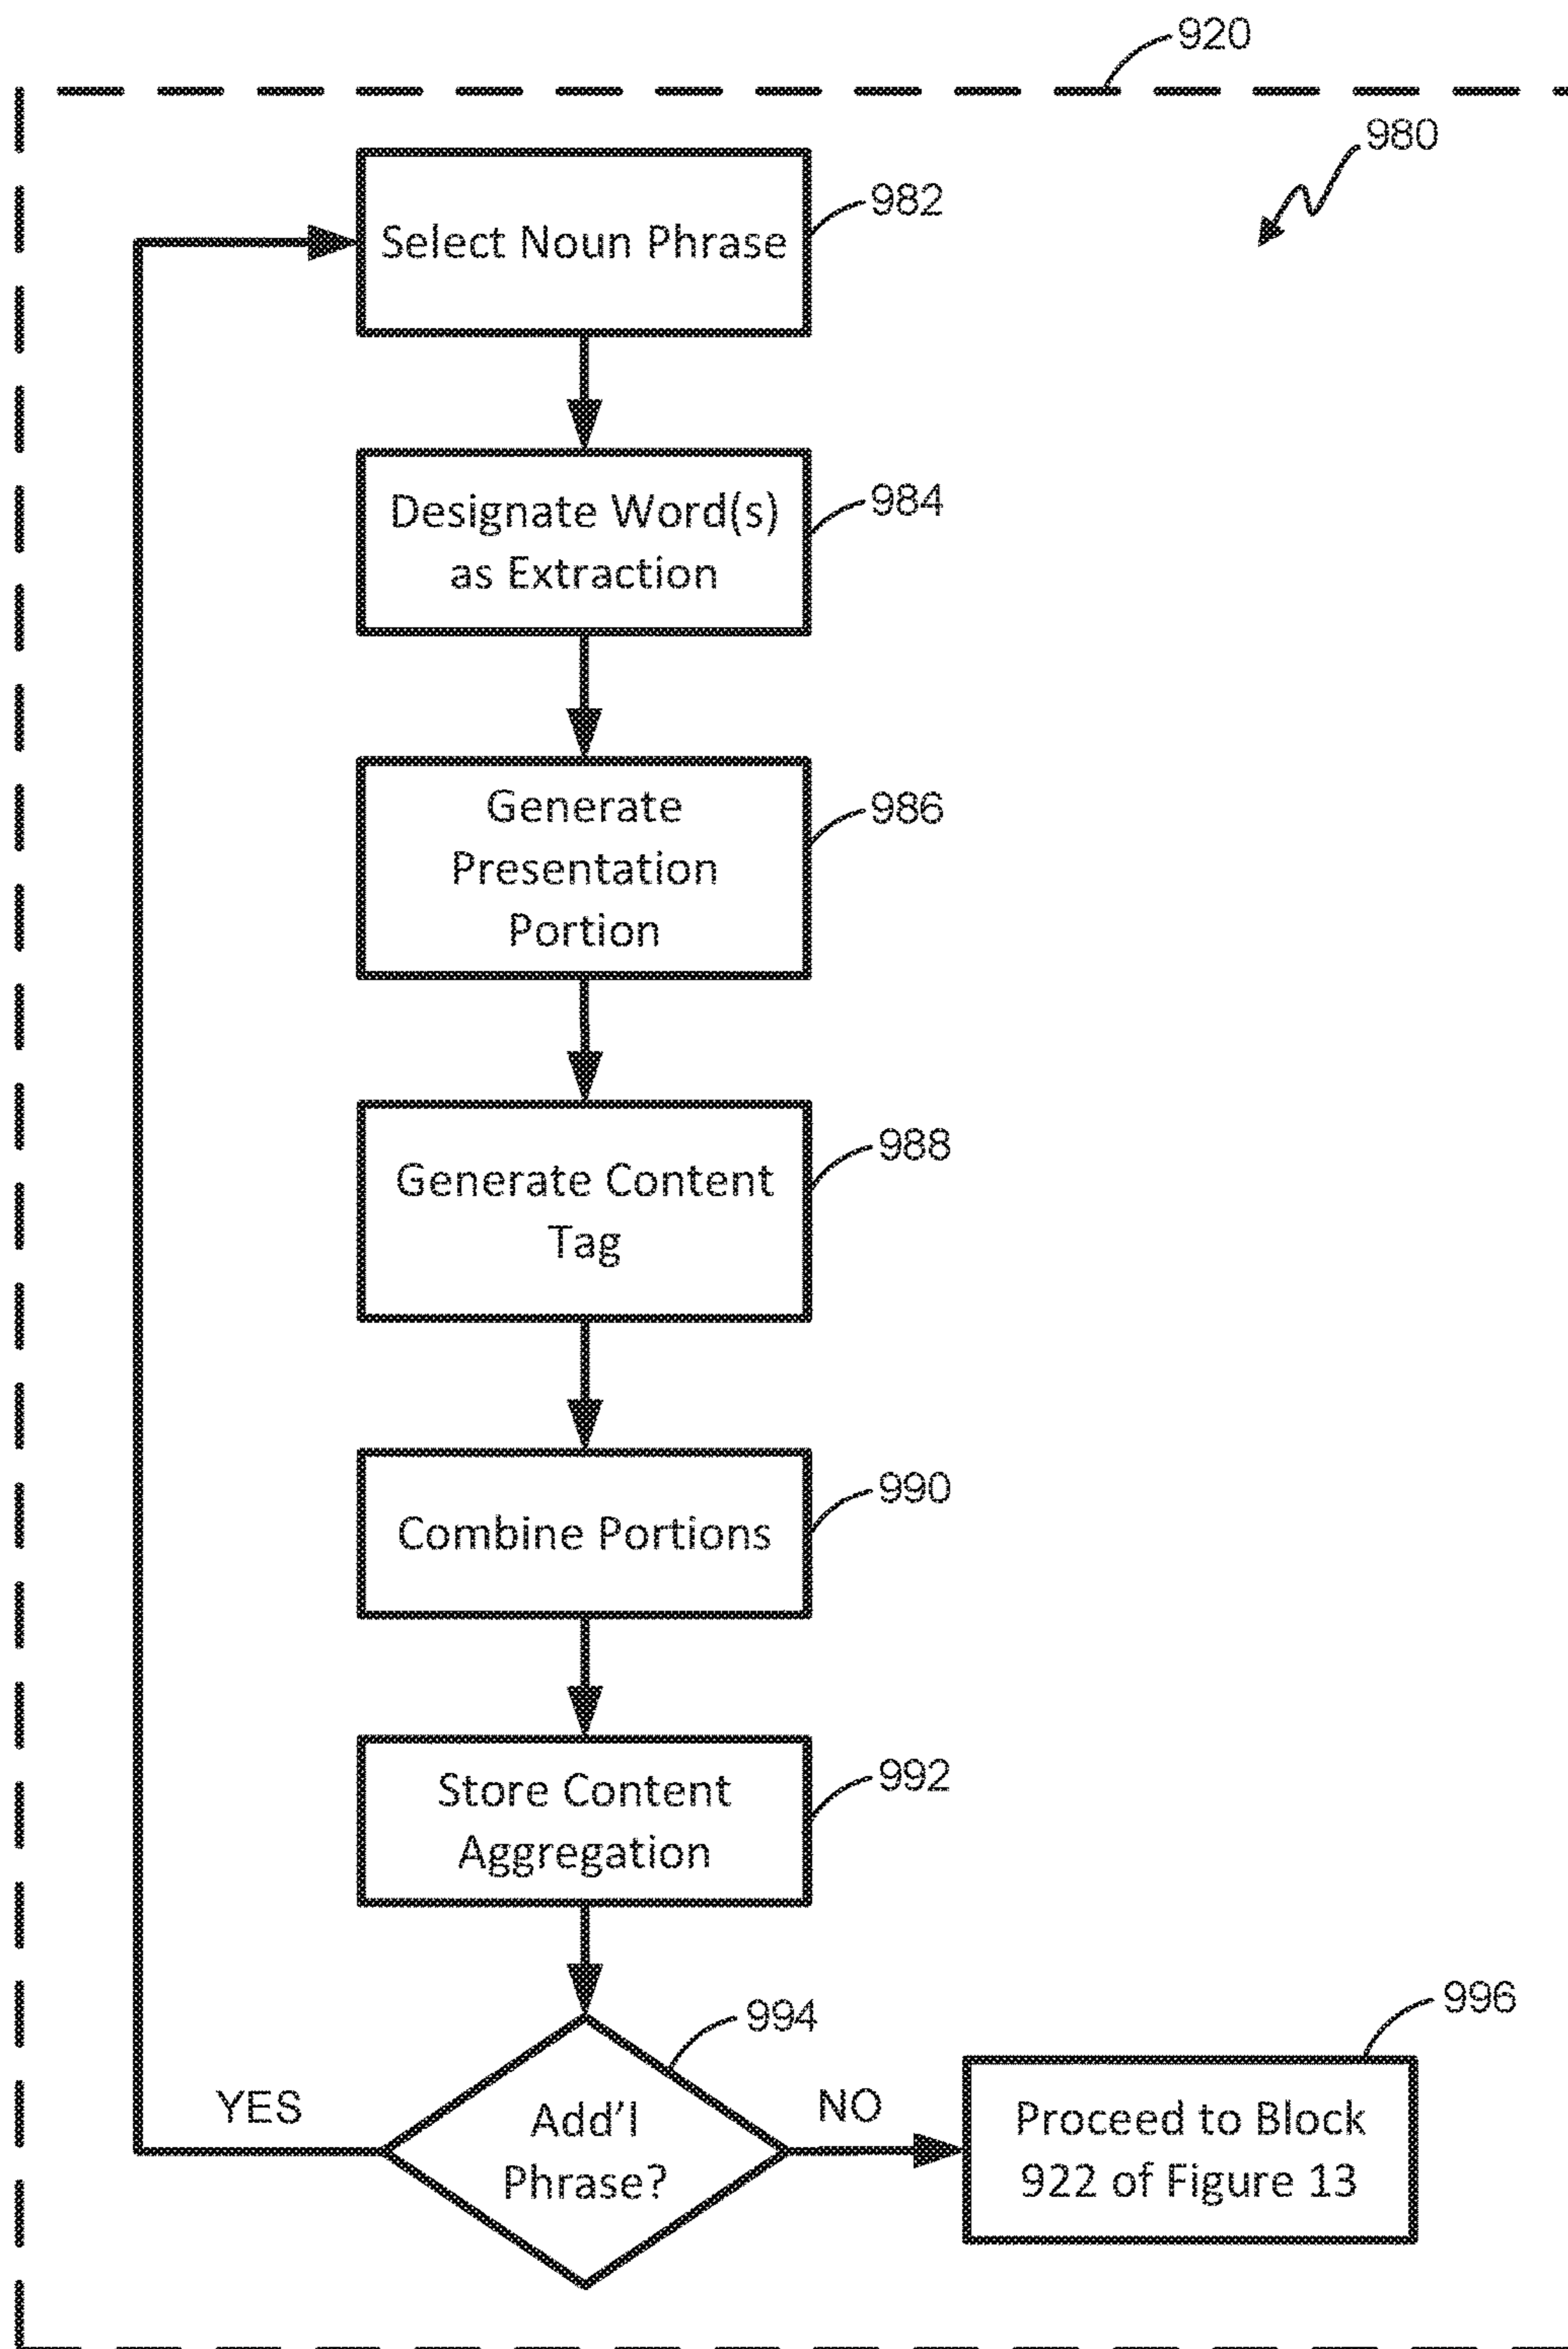 920
980
982
Select Noun Phrase
984
Designate Word(s)
as Extraction
986
Generate
Presentation
Portion
988
Generate Content
Tag
990
Combine Portions
992
Store Content
Aggregation
994
996
YES
Add'l
Phrase?
NO
Proceed to Block
922 of Figure 13